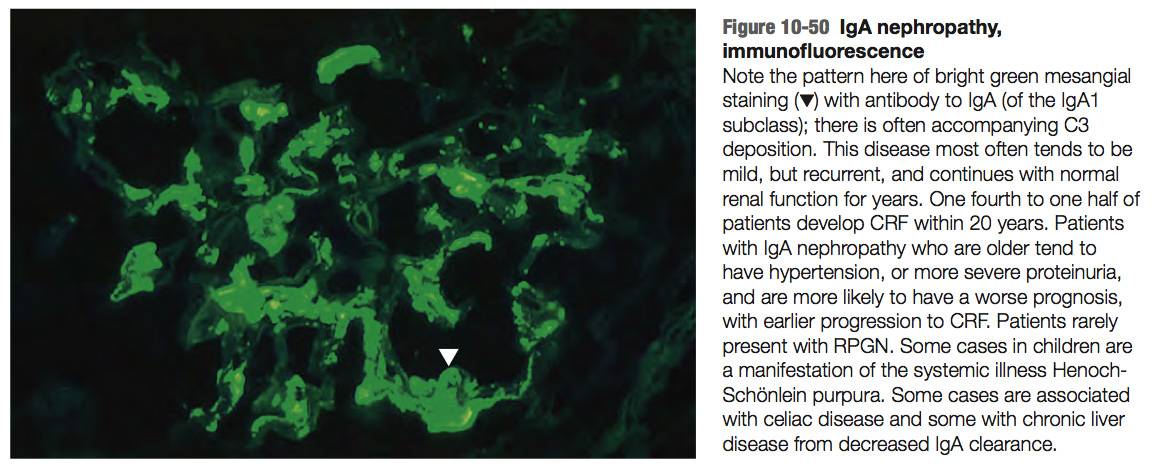 Figure 10-50 IgA nephropathy,
immunofluorescence
Note the pattern here of bright green mesangial
staining (▼) with antibody to IgA (of the IgA1
subclass); there is often accompanying C3
deposition. This disease most often tends to be
mild, but recurrent, and continues with normal
renal function for years. One fourth to one half of
patients develop CRF within 20 years. Patients
with IgA nephropathy who are older tend to
have hypertension, or more severe proteinuria,
and are more likely to have a worse prognosis,
with earlier progression to CRF. Patients rarely
present with RPGN. Some cases in children are
a manifestation of the systemic illness Henoch-
Schönlein purpura. Some cases are associated
with celiac disease and some with chronic liver
disease from decreased IgA clearance.